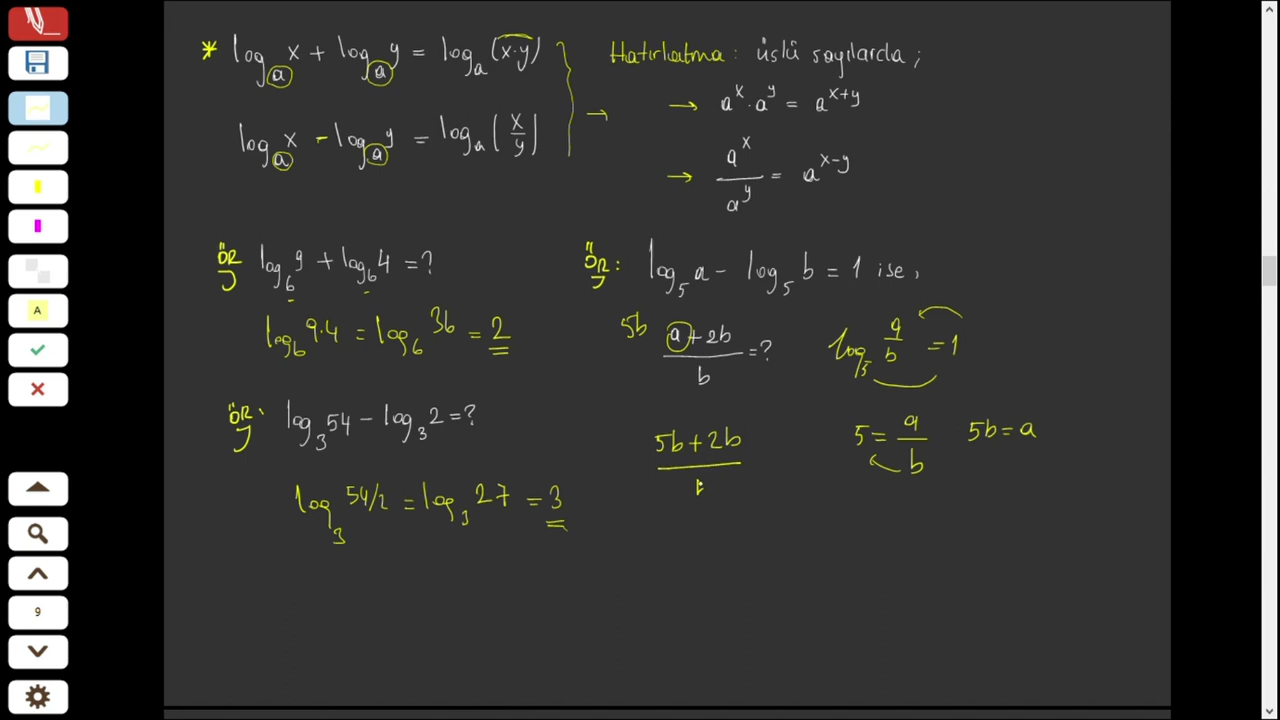 * log_a x + log_a y = log_a (x·y)
log_a x - log_a y = log_a (x/y)
→
Hatırlatma: üslü sayılarda;
→ a^x · a^y = a^(x+y)
→ a^x / a^y = a^(x-y)
ÖR log_6 9 + log_6 4 = ?
log_6 9·4 = log_6 36 = 2
ÖR: log_3 54 - log_3 2 = ?
log_3 54/2 = log_3 27 = 3
ÖR: log_5 a - log_5 b = 1 ise,
5b
(a + 2b) / b = ?
log_5 a/b = 1
5 = a/b 5b = a
5b + 2b
A
9